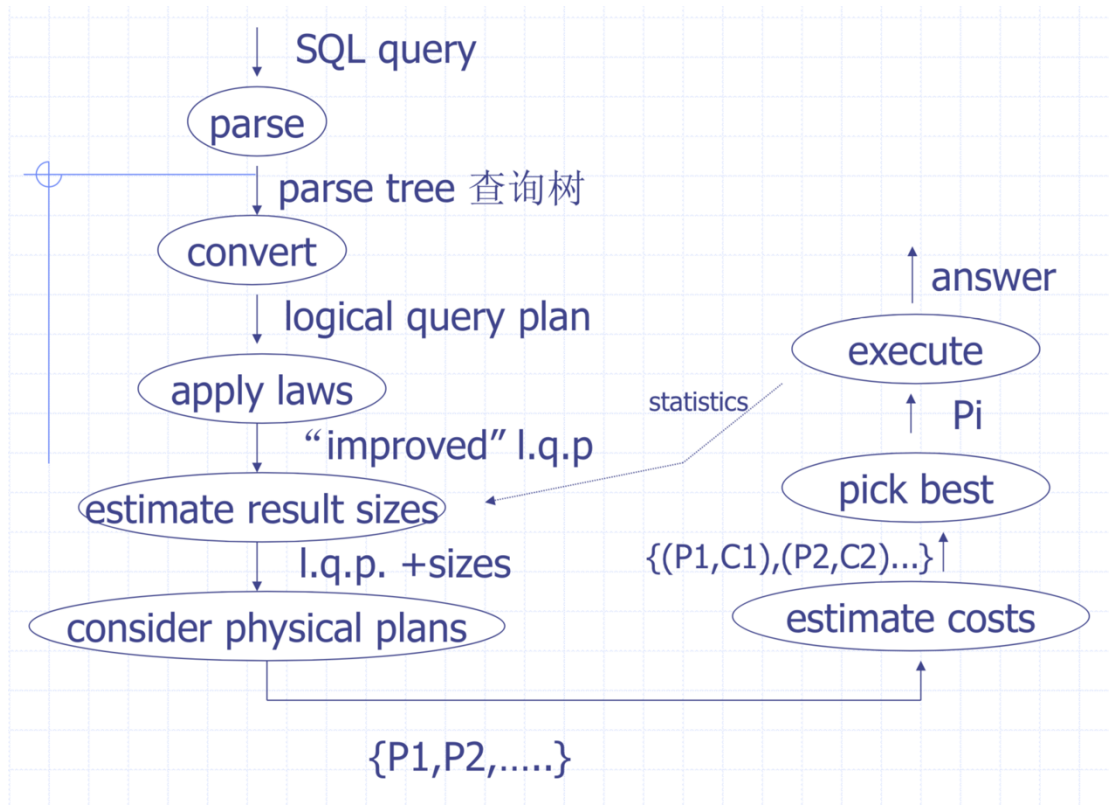 SQL query
parse
parse tree 查询树
convert
logical query plan
apply laws
“improved” l.q.p
estimate result sizes
l.q.p. +sizes
consider physical plans
{P1,P2,…..}
estimate costs
{(P1,C1),(P2,C2)...}
pick best
Pi
execute
answer
statistics